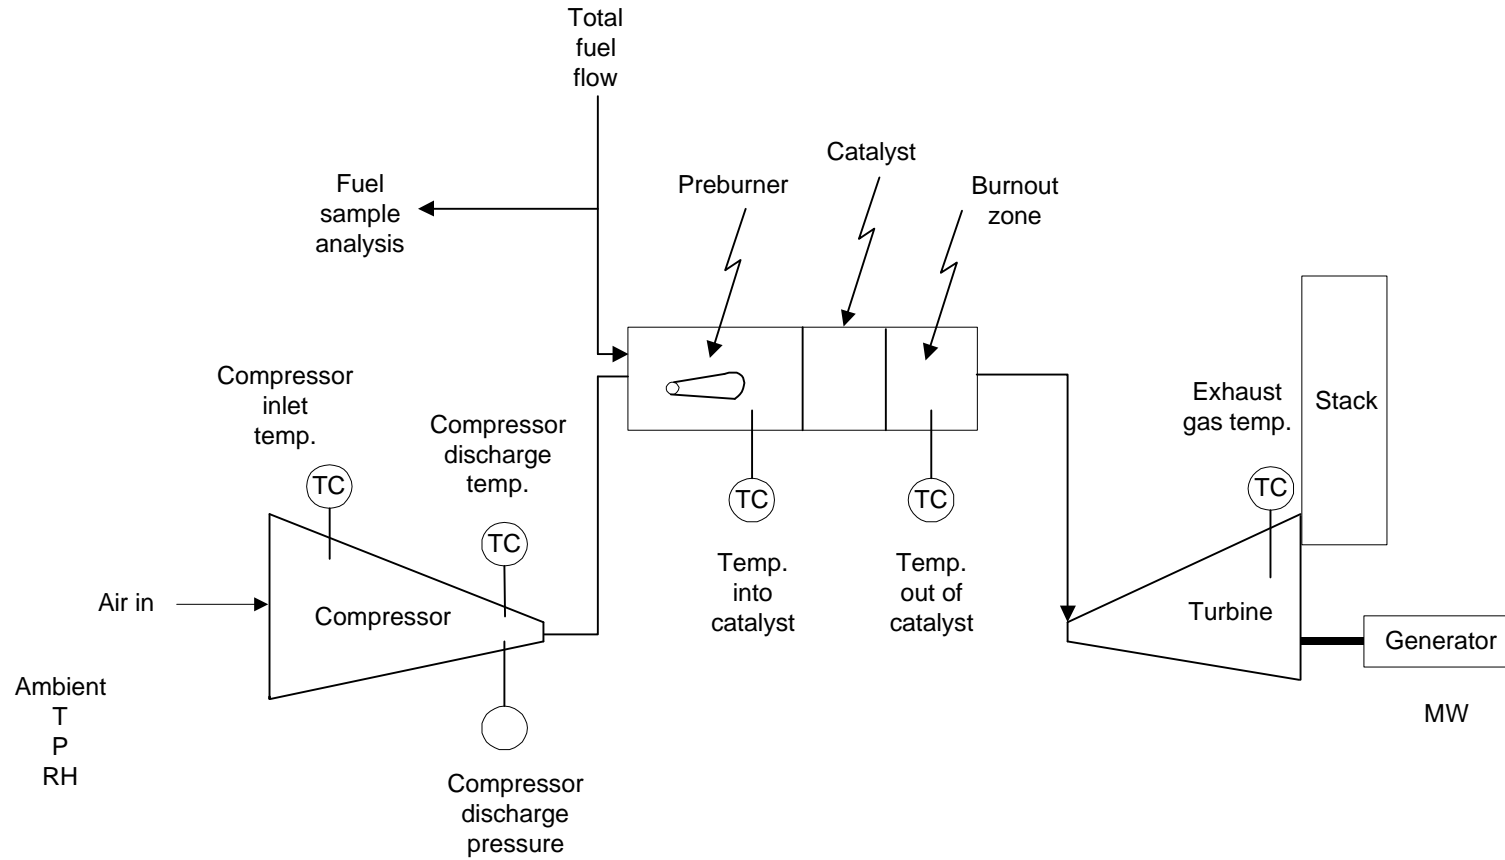 Total
fuel
flow
Catalyst
Preburner
Burnout
zone
Fuel
sample
analysis
Compressor
inlet
temp.
Compressor
discharge
temp.
Exhaust
gas temp.
Stack
TC
TC
TC
TC
TC
Temp.
into
catalyst
Temp.
out of
catalyst
Air in
Compressor
Turbine
Generator
Ambient
T
P
RH
MW
Compressor
discharge
pressure